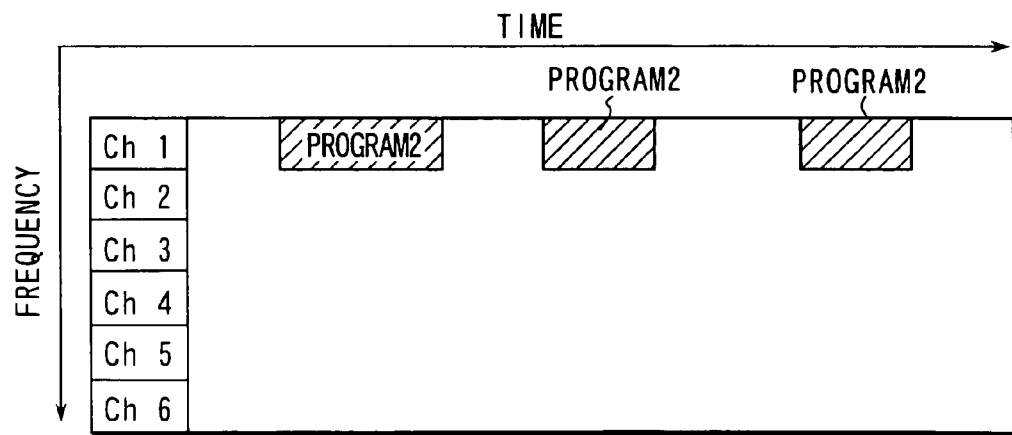 TIME
PROGRAM2
PROGRAM2
PROGRAM2
FREQUENCY
Ch 1
Ch 2
Ch 3
Ch 4
Ch 5
Ch 6